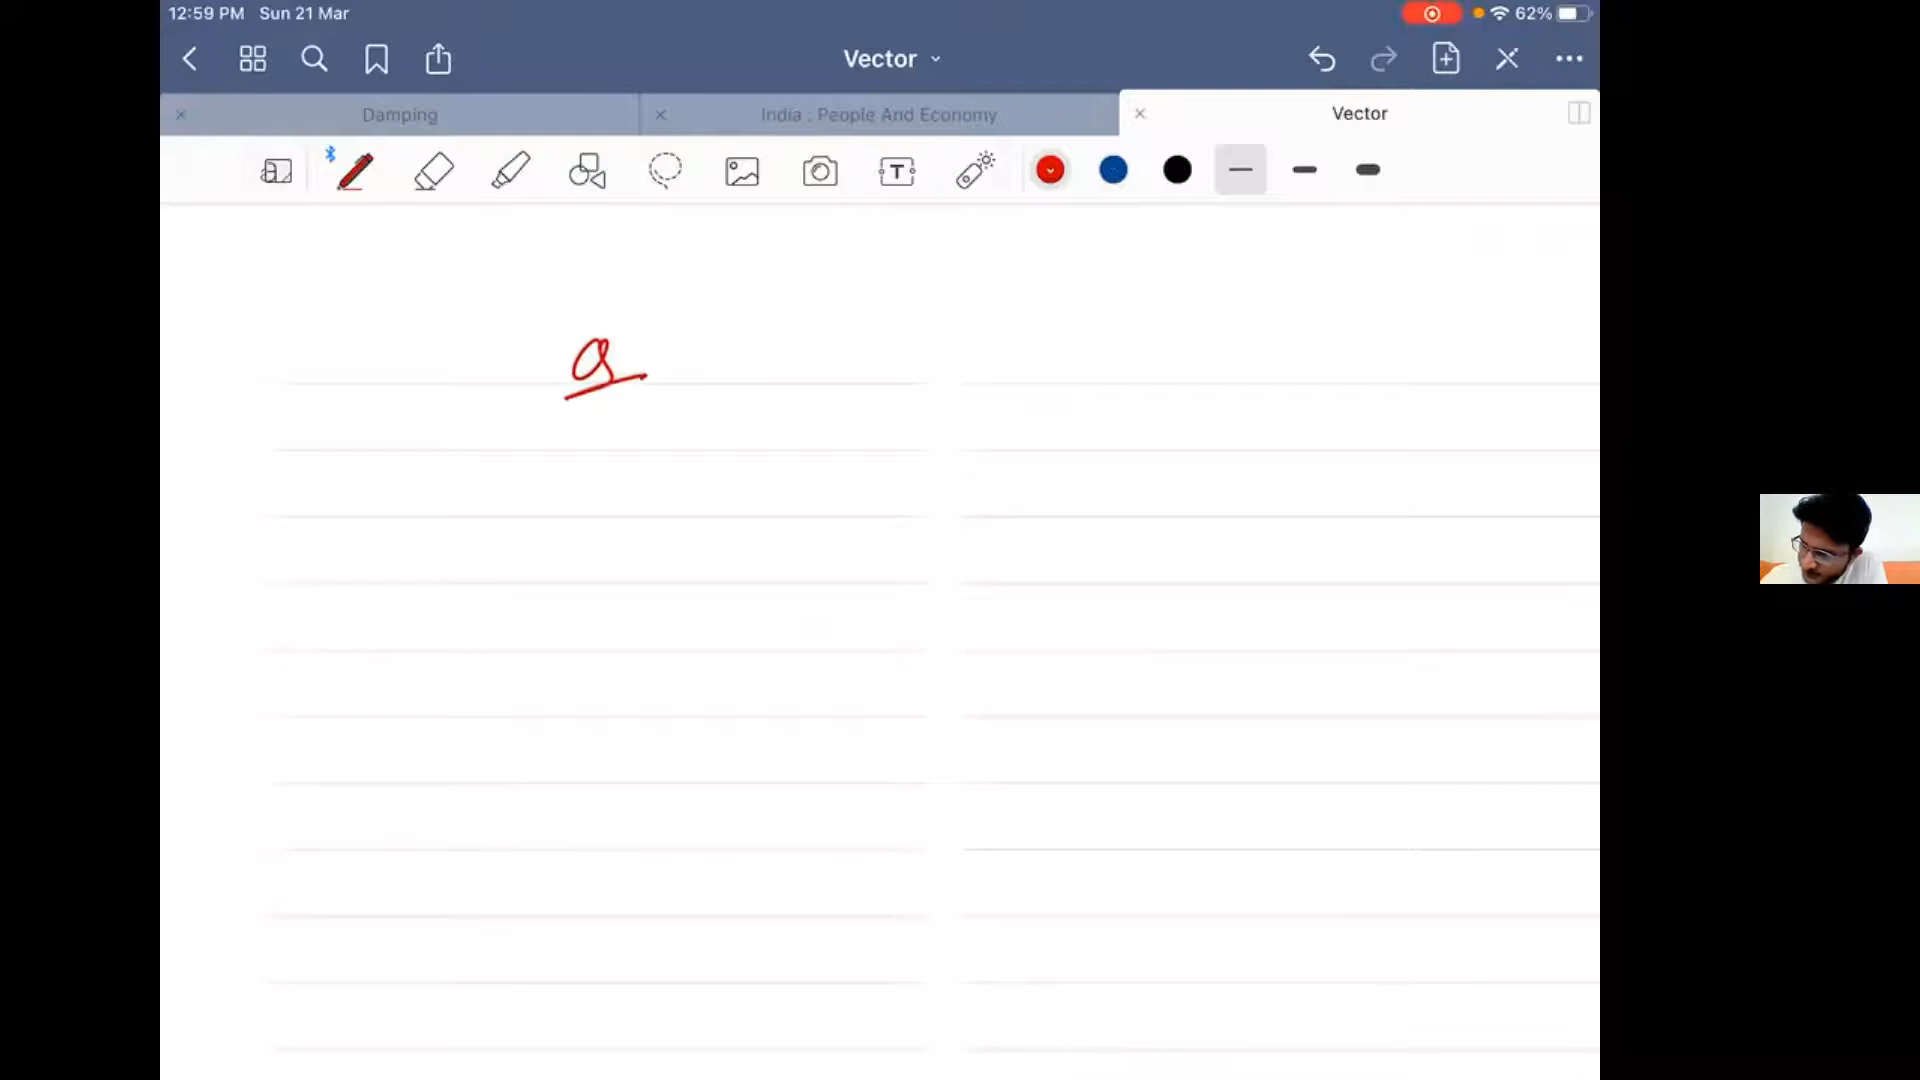 12:59 PM Sun 21 Mar 62%
Vector
Damping
India : People And Economy
Vector
Q